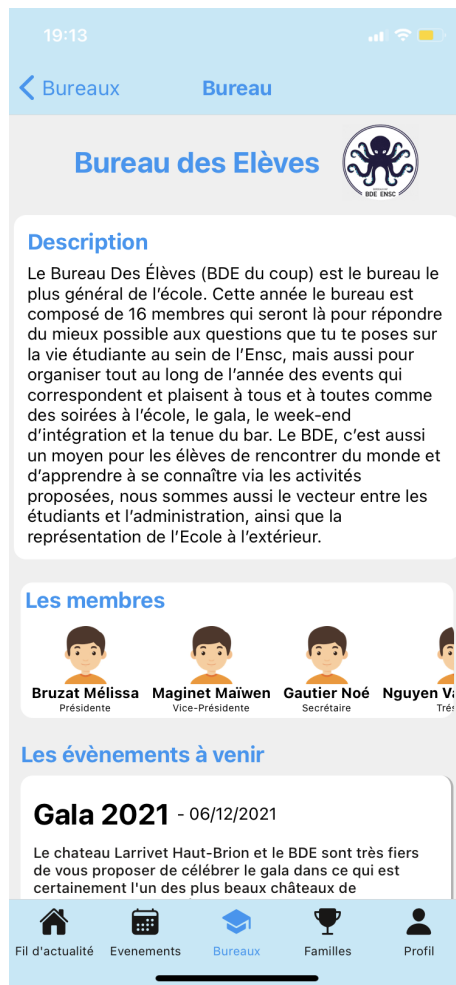 19:13
Bureaux
Bureau
Bureau des Elèves
BDE ENSC
Description
Le Bureau Des Élèves (BDE du coup) est le bureau le
plus général de l'école. Cette année le bureau est
composé de 16 membres qui seront là pour répondre
du mieux possible aux questions que tu te poses sur
la vie étudiante au sein de l'Ensc, mais aussi pour
organiser tout au long de l'année des events qui
correspondent et plaisent à tous et à toutes comme
des soirées à l'école, le gala, le week-end
d'intégration et la tenue du bar. Le BDE, c'est aussi
un moyen pour les élèves de rencontrer du monde et
d'apprendre à se connaître via les activités
proposées, nous sommes aussi le vecteur entre les
étudiants et l'administration, ainsi que la
représentation de l'Ecole à l'extérieur.
Les membres
Bruzat Mélissa Maginet Maïwen Gautier Noé Nguyen
Présidente Vice-Présidente Secrétaire
Les évènements à venir
Gala 2021 - 06/12/2021
Le chateau Larrivet Haut-Brion et le BDE sont très fiers
de vous proposer de célébrer le gala dans ce qui est
certainement l'un des plus beaux châteaux de
Fil d'actualité Evenements Bureaux Familles Profil